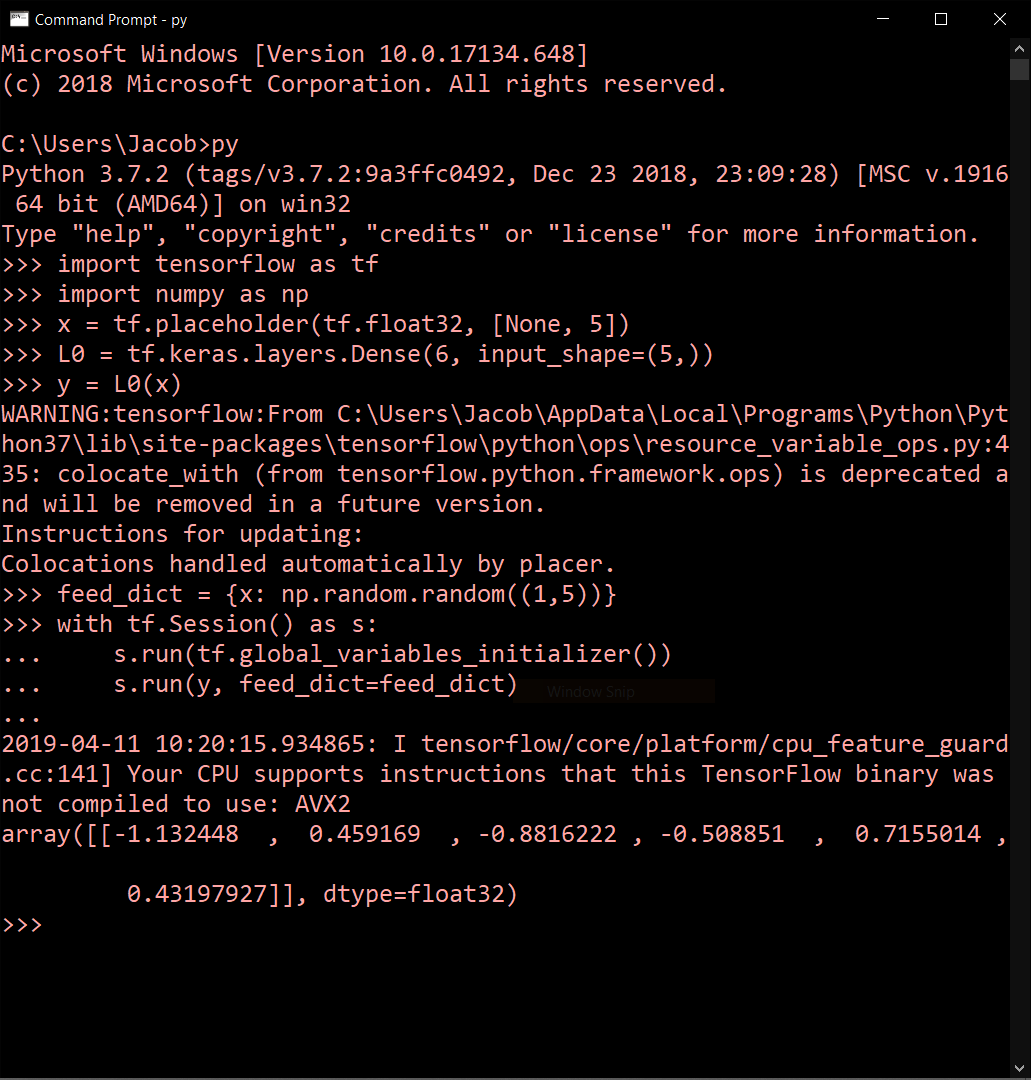 Command Prompt - py
Microsoft Windows [Version 10.0.17134.648]
(c) 2018 Microsoft Corporation. All rights reserved.
C:\Users\Jacob>py
Python 3.7.2 (tags/v3.7.2:9a3ffc0492, Dec 23 2018, 23:09:28) [MSC v.1916
 64 bit (AMD64)] on win32
Type "help", "copyright", "credits" or "license" for more information.
>>> import tensorflow as tf
>>> import numpy as np
>>> x = tf.placeholder(tf.float32, [None, 5])
>>> L0 = tf.keras.layers.Dense(6, input_shape=(5,))
>>> y = L0(x)
WARNING:tensorflow:From C:\Users\Jacob\AppData\Local\Programs\Python\Pyt
hon37\lib\site-packages\tensorflow\python\ops\resource_variable_ops.py:4
35: colocate_with (from tensorflow.python.framework.ops) is deprecated a
nd will be removed in a future version.
Instructions for updating:
Colocations handled automatically by placer.
>>> feed_dict = {x: np.random.random((1,5))}
>>> with tf.Session() as s:
...     s.run(tf.global_variables_initializer())
...     s.run(y, feed_dict=feed_dict)
Window Snip
...
2019-04-11 10:20:15.934865: I tensorflow/core/platform/cpu_feature_guard
.cc:141] Your CPU supports instructions that this TensorFlow binary was
not compiled to use: AVX2
array([[-1.132448  ,  0.459169  , -0.8816222 , -0.508851  ,  0.7155014 ,
         0.43197927]], dtype=float32)
>>>